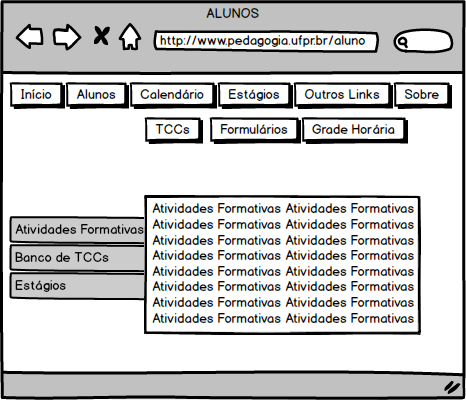 ALUNOS
http://www.pedagogia.ufpr.br/aluno
Início Alunos Calendário Estágios Outros Links Sobre
TCCs Formulários Grade Horária
Atividades Formativas
Banco de TCCs
Estágios
Atividades Formativas Atividades Formativas
Atividades Formativas Atividades Formativas
Atividades Formativas Atividades Formativas
Atividades Formativas Atividades Formativas
Atividades Formativas Atividades Formativas
Atividades Formativas Atividades Formativas
Atividades Formativas Atividades Formativas
Atividades Formativas Atividades Formativas